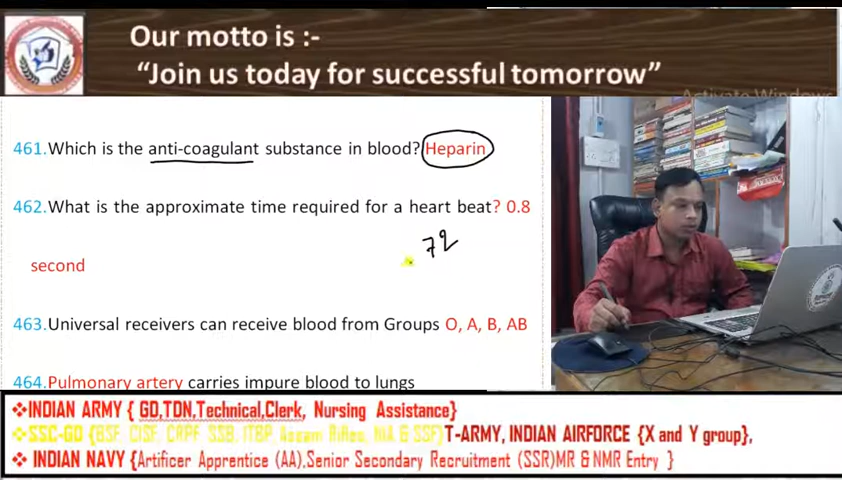 Our motto is :-
“Join us today for successful tomorrow”
Activate Windows
461.Which is the anti-coagulant substance in blood? Heparin
462.What is the approximate time required for a heart beat? 0.8
72
second
463.Universal receivers can receive blood from Groups O, A, B, AB
464.Pulmonary artery carries impure blood to lungs
❖INDIAN ARMY { GD,TDN,Technical,Clerk, Nursing Assistance}
❖SSC-GD {BSF, CISF, CRPF, SSB, ITBP, Assam Rifles, NIA & SSF}T-ARMY, INDIAN AIRFORCE {X and Y group},
❖INDIAN NAVY {Artificer Apprentice (AA).Senior Secondary Recruitment (SSR)MR & NMR Entry }